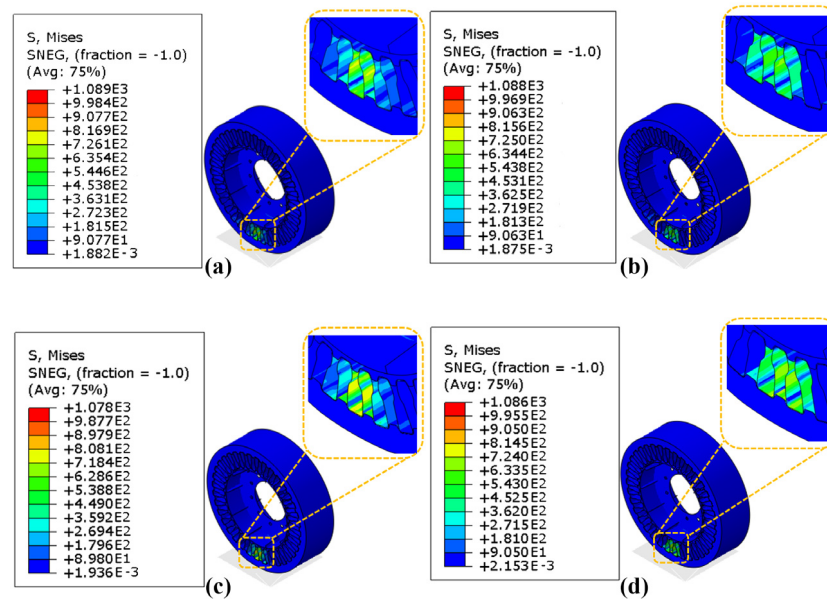 S, Mises
SNEG, (fraction = -1.0)
(Avg: 75%)
+1.089E3
+9.984E2
+9.077E2
+8.169E2
+7.261E2
+6.354E2
+5.446E2
+4.538E2
+3.631E2
+2.723E2
+1.815E2
+9.077E1
+1.882E-3
(a)
S, Mises
SNEG, (fraction = -1.0)
(Avg: 75%)
+1.088E3
+9.969E2
+9.063E2
+8.156E2
+7.250E2
+6.344E2
+5.438E2
+4.531E2
+3.625E2
+2.719E2
+1.813E2
+9.063E1
+1.875E-3
(b)
S, Mises
SNEG, (fraction = -1.0)
(Avg: 75%)
+1.078E3
+9.877E2
+8.979E2
+8.081E2
+7.184E2
+6.286E2
+5.388E2
+4.490E2
+3.592E2
+2.694E2
+1.796E2
+8.980E1
+1.936E-3
(c)
S, Mises
SNEG, (fraction = -1.0)
(Avg: 75%)
+1.086E3
+9.955E2
+9.050E2
+8.145E2
+7.240E2
+6.335E2
+5.430E2
+4.525E2
+3.620E2
+2.715E2
+1.810E2
+9.050E1
+2.153E-3
(d)